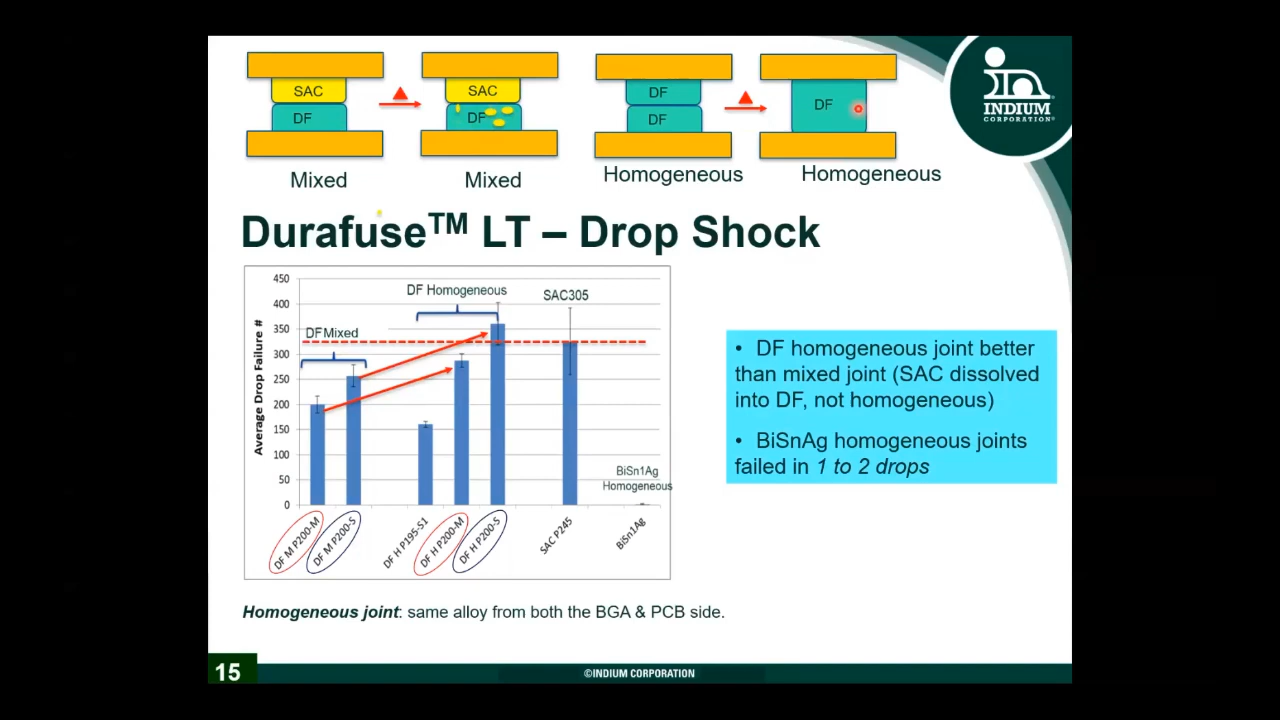 SAC
DF
SAC
DF
DF
DF
DF
INDIUM
CORPORATION®
Mixed
Mixed
Homogeneous
Homogeneous
Durafuse™ LT – Drop Shock
Average Drop Failure #
450
400
350
300
250
200
150
100
50
0
DF Mixed
DF Homogeneous
SAC305
BiSn1Ag
Homogeneous
DF M P200-M
DF M P200-S
DF H P195-S1
DF H P200-M
DF H P200-S
SAC P245
BiSn1Ag
• DF homogeneous joint better
than mixed joint (SAC dissolved
into DF, not homogeneous)
• BiSnAg homogeneous joints
failed in 1 to 2 drops
Homogeneous joint: same alloy from both the BGA & PCB side.
15
©INDIUM CORPORATION